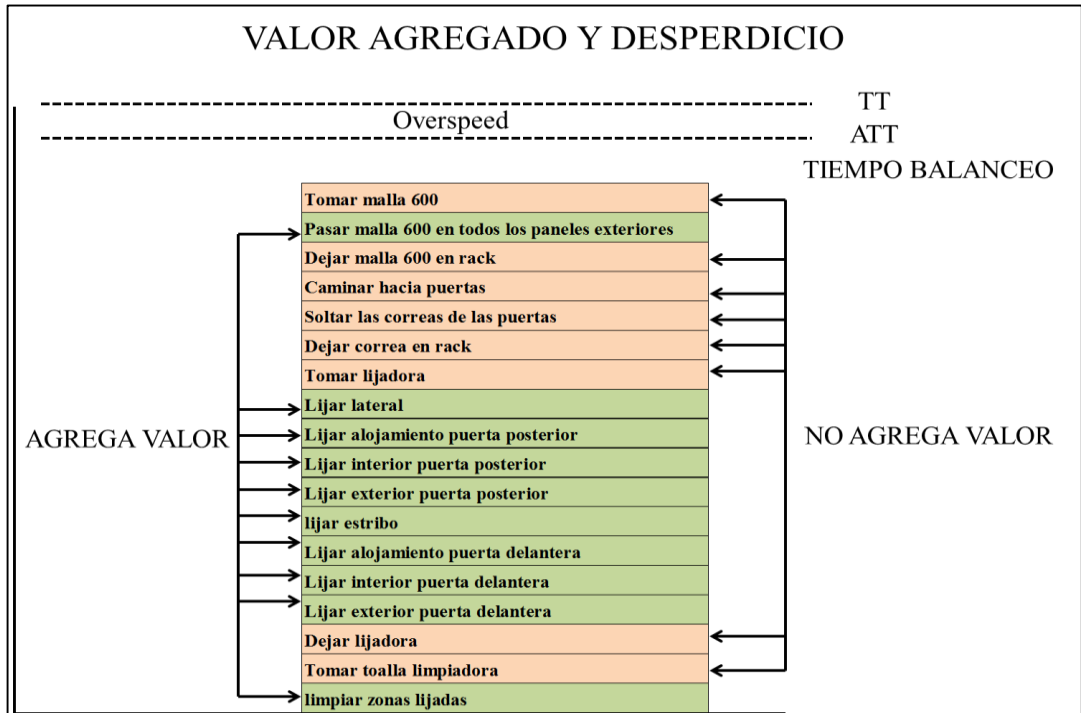 VALOR AGREGADO Y DESPERDICIO
TT
Overspeed
ATT
TIEMPO BALANCEO
Tomar malla 600
Pasar malla 600 en todos los paneles exteriores
Dejar malla 600 en rack
Caminar hacia puertas
Soltar las correas de las puertas
Dejar correa en rack
Tomar lijadora
Lijar lateral
Lijar alojamiento puerta posterior
Lijar interior puerta posterior
Lijar exterior puerta posterior
lijar estribo
Lijar alojamiento puerta delantera
Lijar interior puerta delantera
Lijar exterior puerta delantera
Dejar lijadora
Tomar toalla limpiadora
limpiar zonas lijadas
AGREGA VALOR
NO AGREGA VALOR